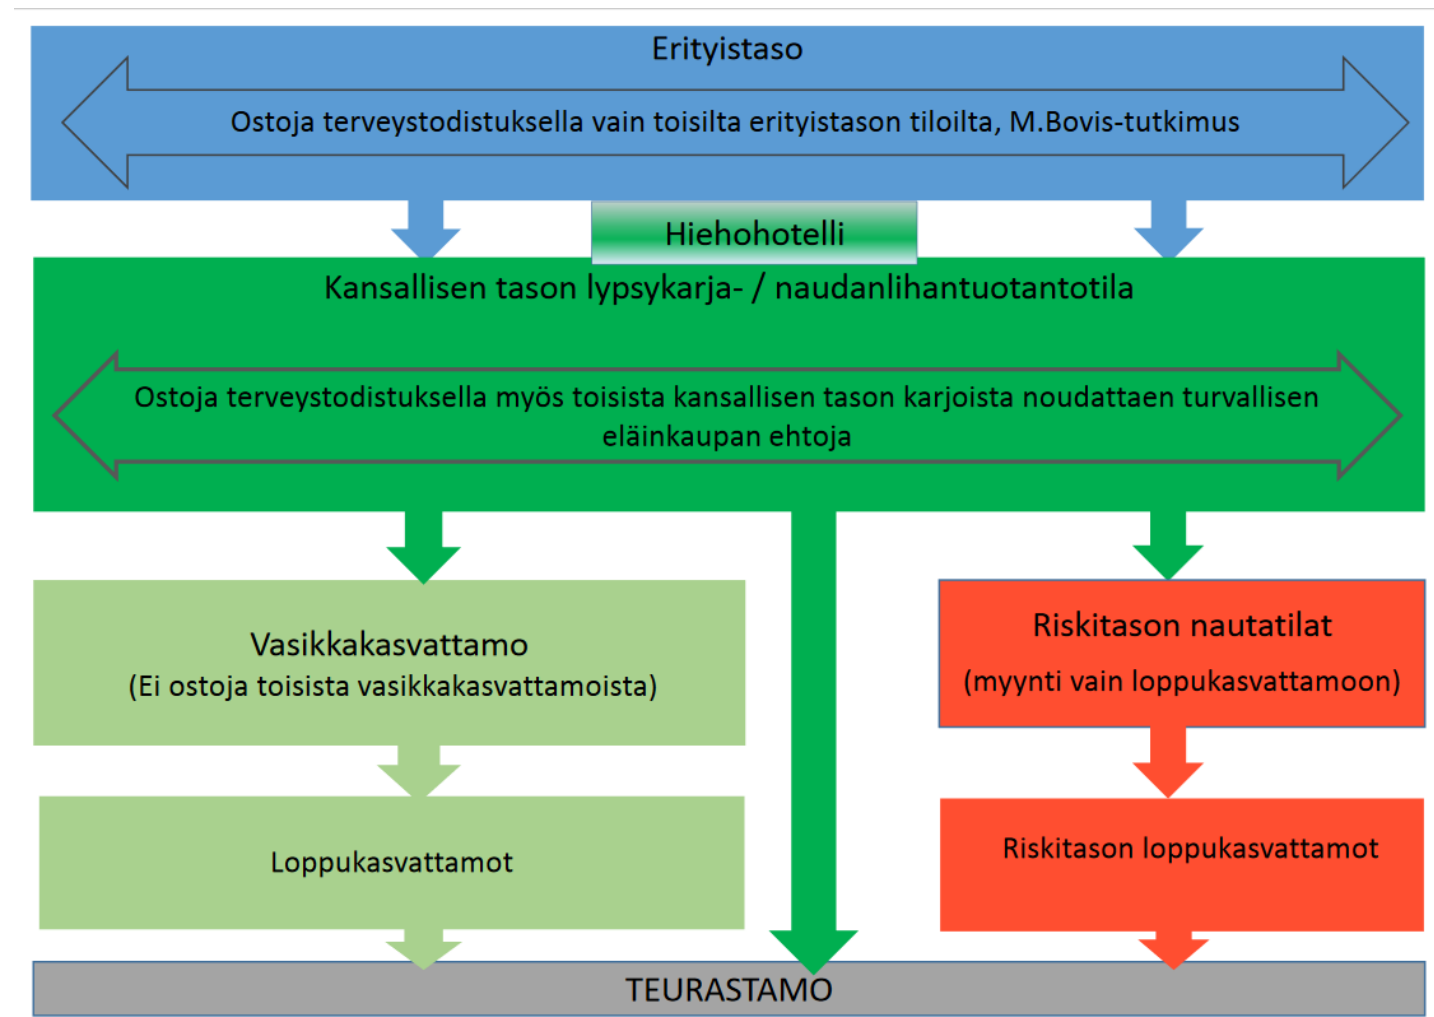 Erityistaso
Ostoja terveystodistuksella vain toisilta erityistason tiloilta, M.Bovis-tutkimus
Hiehohotelli
Kansallisen tason lypsykarja- / naudanlihantuotantotila
Ostoja terveystodistuksella myös toisista kansallisen tason karjoista noudattaen turvallisen
eläinkaupan ehtoja
Vasikkakasvattamo
(Ei ostoja toisista vasikkakasvattamoista)
Riskitason nautatilat
(myynti vain loppukasvattamoon)
Loppukasvattamot
Riskitason loppukasvattamot
TEURASTAMO